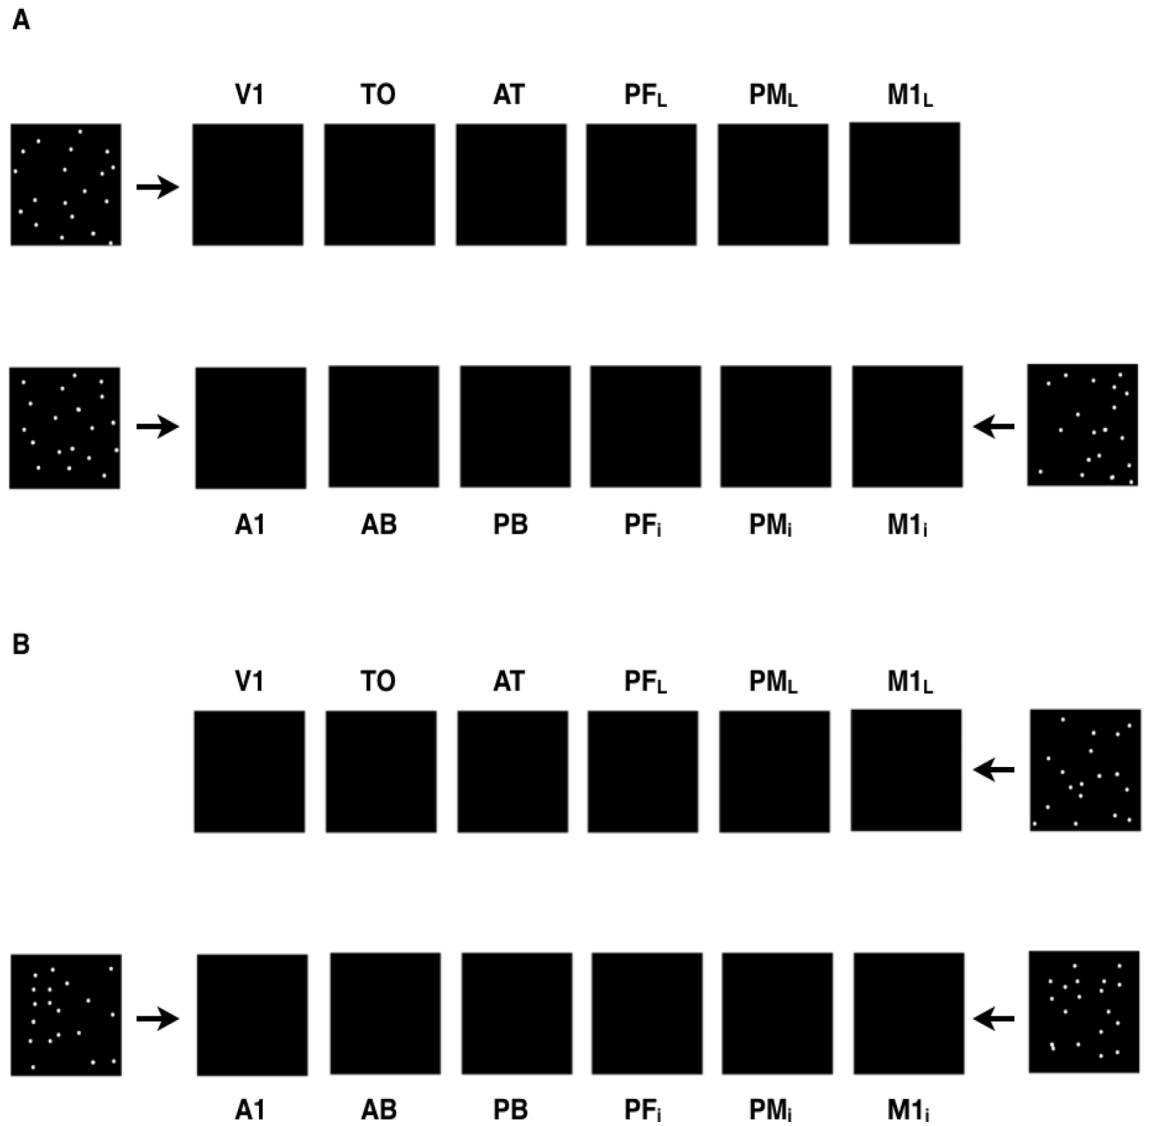 A
V1 TO AT PFL PML M1L
A1 AB PB PFi PMi M1i
B
V1 TO AT PFL PML M1L
A1 AB PB PFi PMi M1i